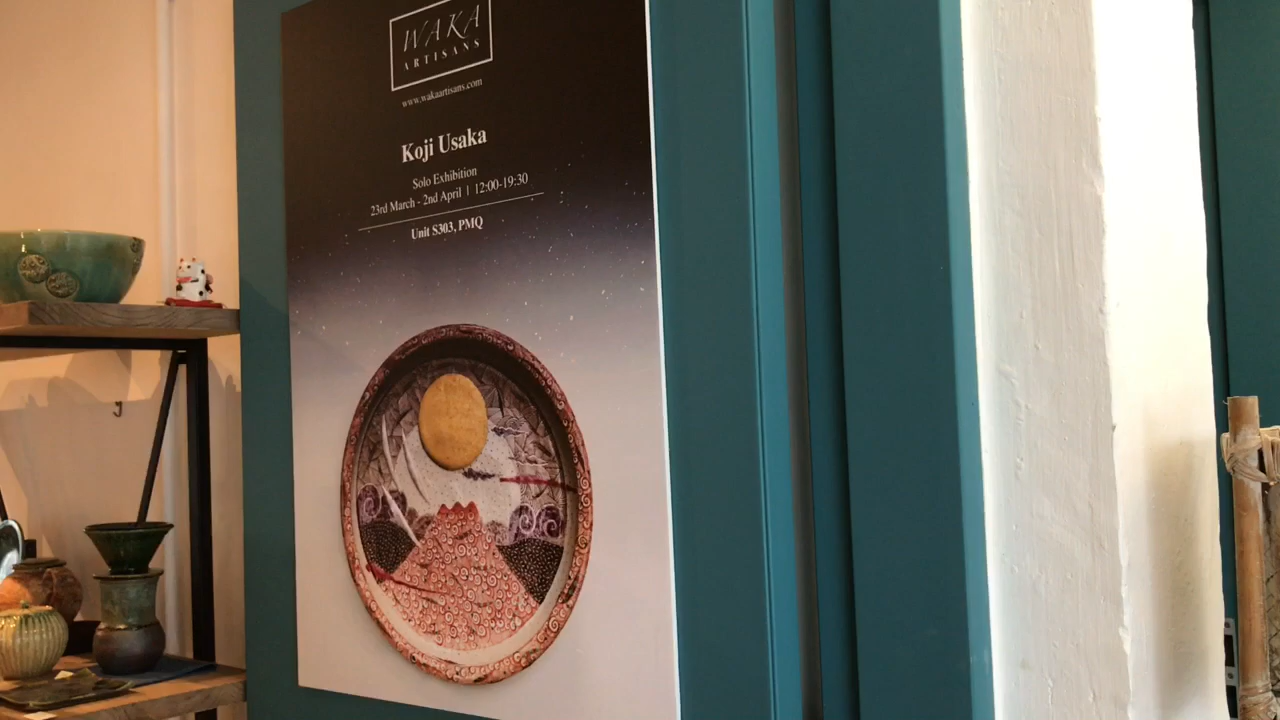 WAKA
ARTISANS
www.wakaartisans.com
Koji Usaka
Solo Exhibition
23rd March - 2nd April | 12:00-19:30
Unit S303, PMQ